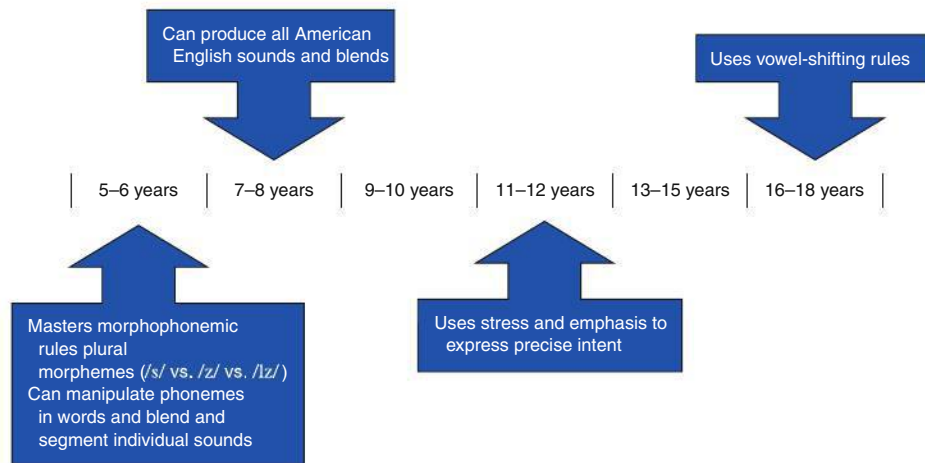 Can produce all American
English sounds and blends
Uses vowel-shifting rules
5–6 years
7–8 years
9–10 years
11–12 years
13–15 years
16–18 years
Masters morphophonemic
rules plural
morphemes (/s/ vs. /z/ vs. /lz/)
Can manipulate phonemes
in words and blend and
segment individual sounds
Uses stress and emphasis to
express precise intent